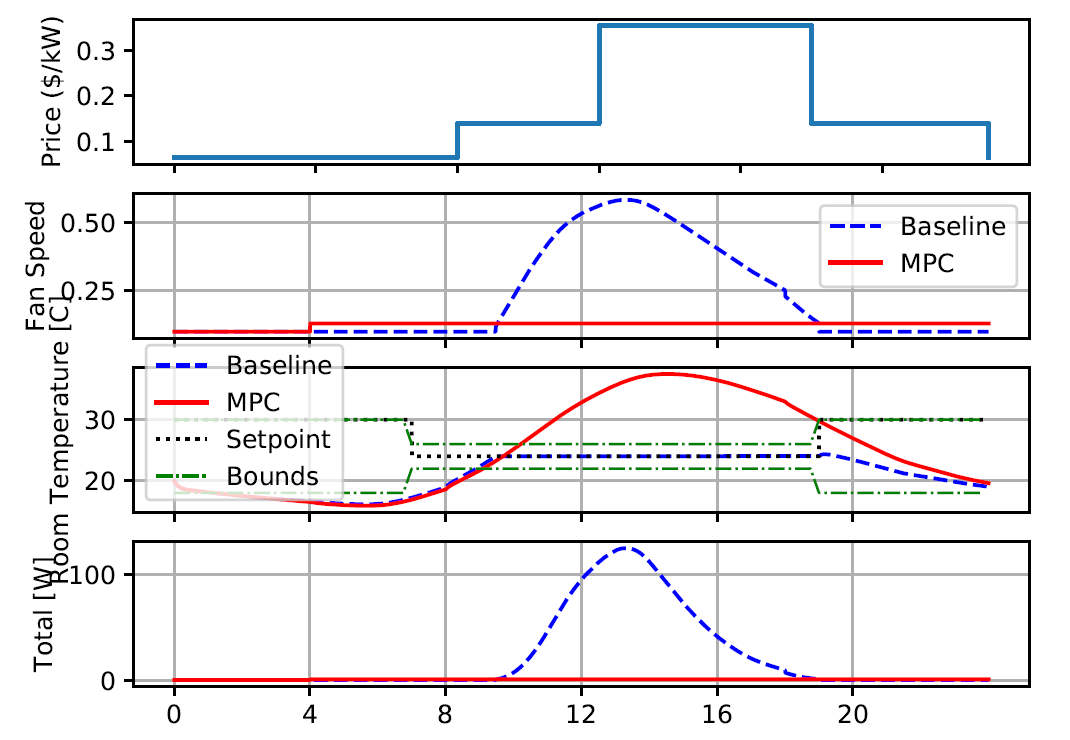 Price ($/kW)
0.3
0.2
0.1
Fan Speed
0.50
0.25
Baseline
MPC
Room Temperature [C]
30
20
Baseline
MPC
Setpoint
Bounds
Total [W]
100
0
0 4 8 12 16 20